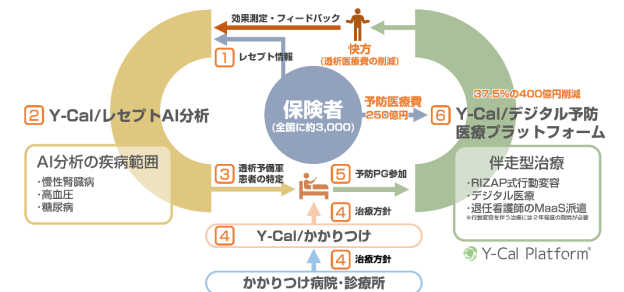 効果測定・フィードバック
快方
(透析医療費の削減)
1 レセプト情報
37.5%の400億円削減
2 Y-Cal/レセプトAI分析
保険者
(全国に約3,000)
予防医療費
250億円
6 Y-Cal/デジタル予防
医療プラットフォーム
AI分析の疾病範囲
・慢性腎臓病
・高血圧
・糖尿病
3 透析予備軍
患者の特定
5 予防PG参加
伴走型治療
・RIZAP式行動変容
・デジタル医療
・退任看護師のMaaS派遣
※行動変容を伴う治療には2年程度の期間が必要
4 治療方針
4 Y-Cal/かかりつけ
4 治療方針
かかりつけ病院・診療所
Y-Cal Platform®